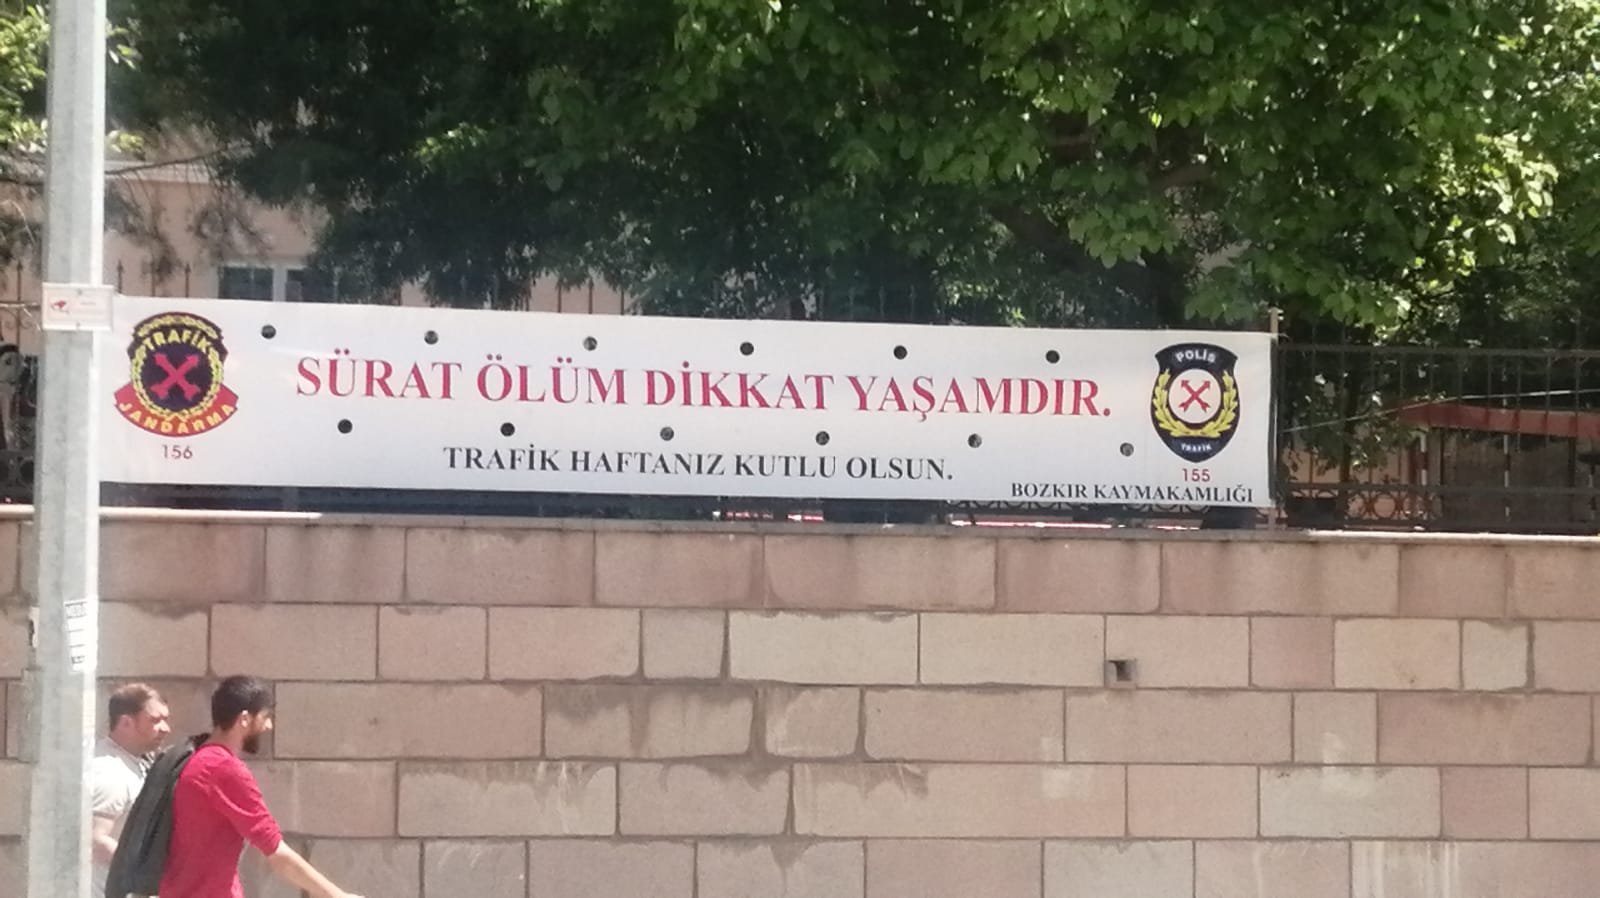 TRAFİK
JANDARMA
156
SÜRAT ÖLÜM DİKKAT YAŞAMDIR.
TRAFİK HAFTANIZ KUTLU OLSUN.
POLİS
TRAFİK
155
BOZKIR KAYMAKAMLIĞI